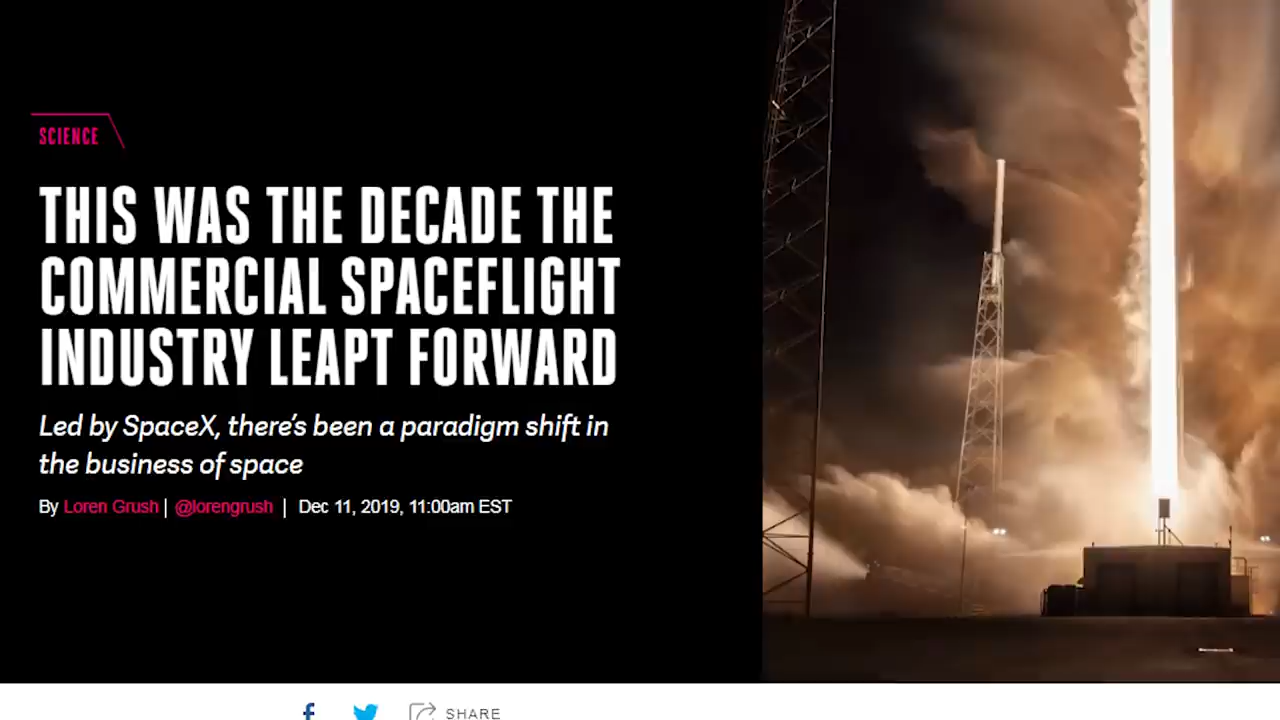 SCIENCE
THIS WAS THE DECADE THE
COMMERCIAL SPACEFLIGHT
INDUSTRY LEAPT FORWARD
Led by SpaceX, there's been a paradigm shift in
the business of space
By Loren Grush | @lorengrush | Dec 11, 2019, 11:00am EST
SHARE